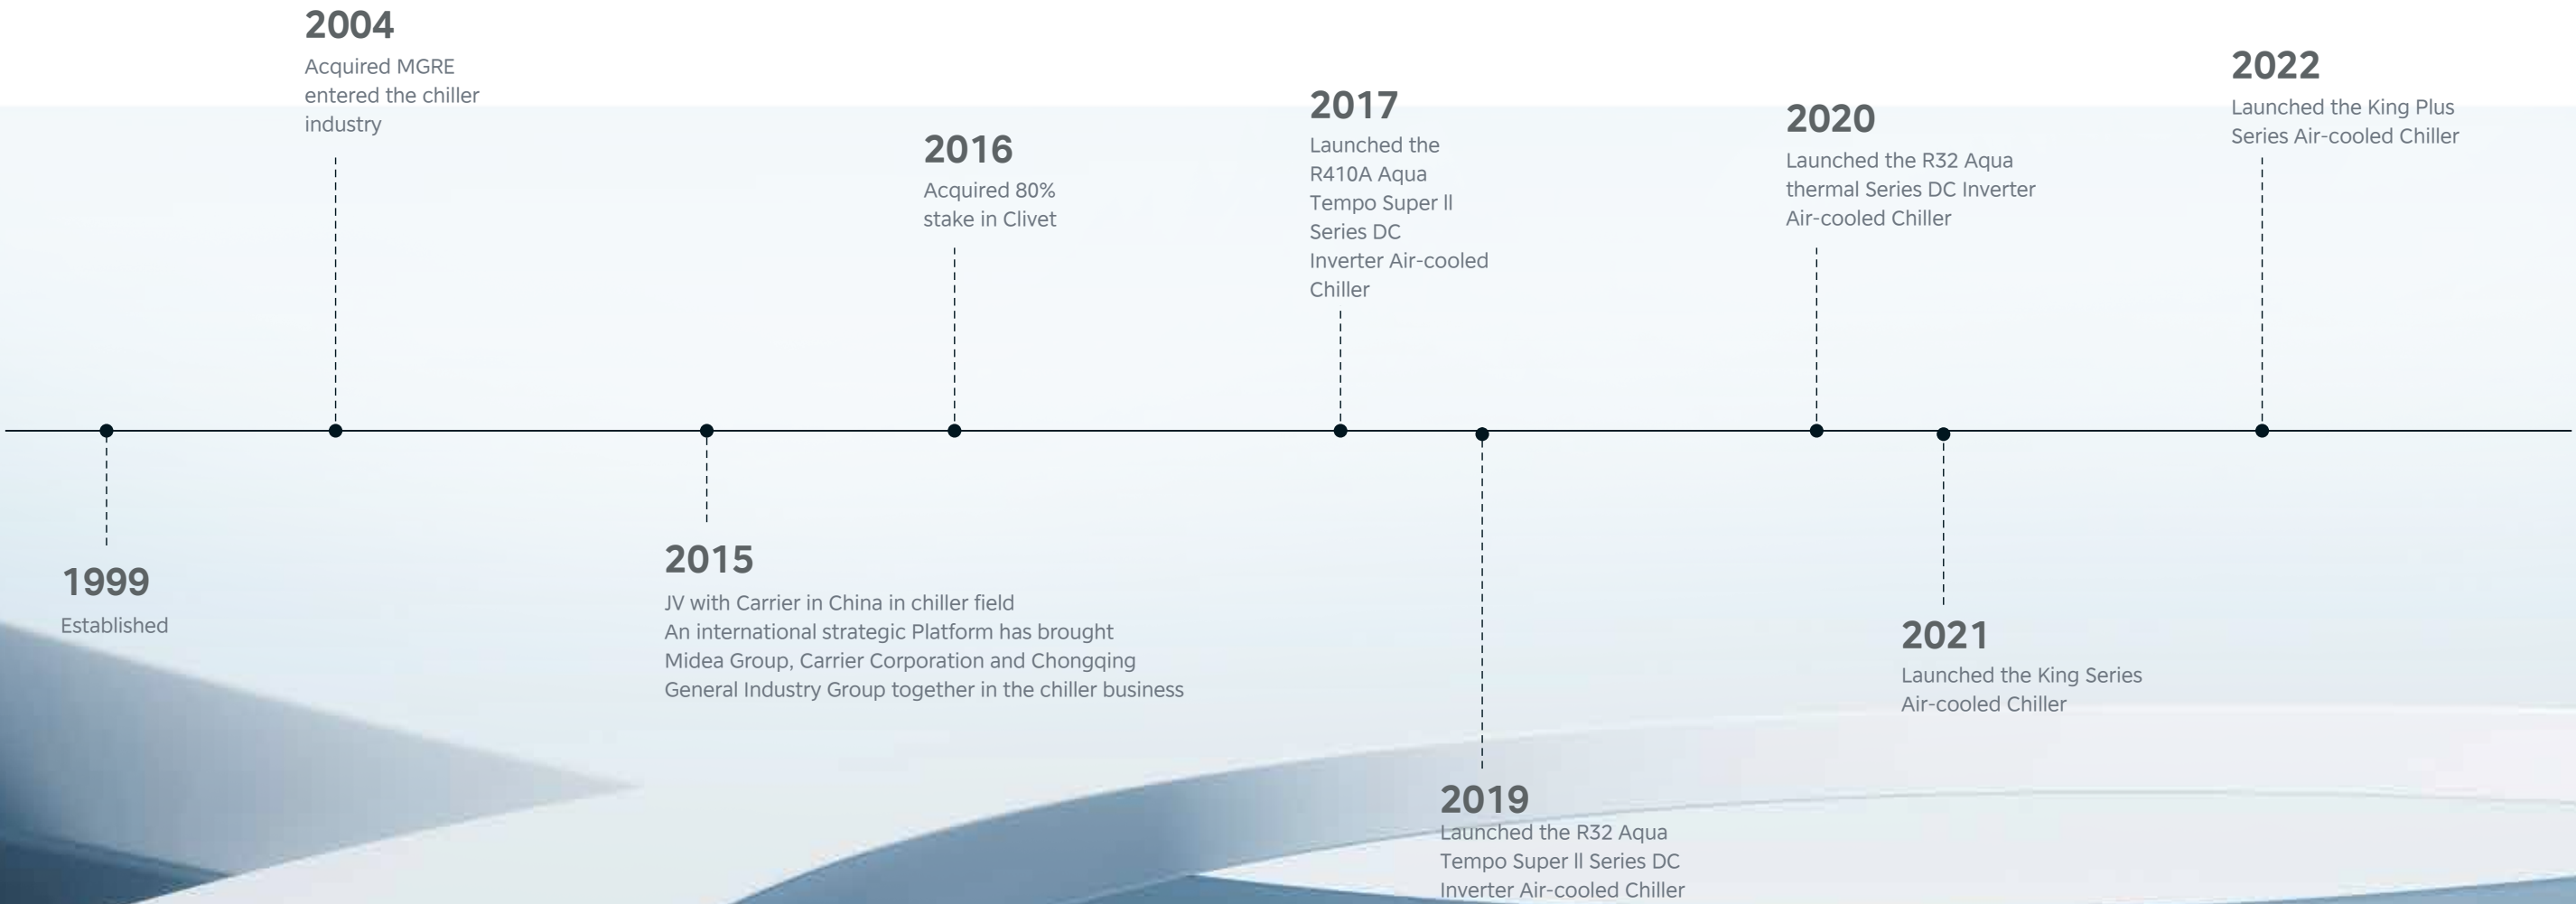 2004
Acquired MGRE
entered the chiller
industry
2016
Acquired 80%
stake in Clivet
2017
Launched the
R410A Aqua
Tempo Super ll
Series DC
Inverter Air-cooled
Chiller
2020
Launched the R32 Aqua
thermal Series DC Inverter
Air-cooled Chiller
2022
Launched the King Plus
Series Air-cooled Chiller
1999
Established
2015
JV with Carrier in China in chiller field
An international strategic Platform has brought
Midea Group, Carrier Corporation and Chongqing
General Industry Group together in the chiller business
2019
Launched the R32 Aqua
Tempo Super ll Series DC
Inverter Air-cooled Chiller
2021
Launched the King Series
Air-cooled Chiller